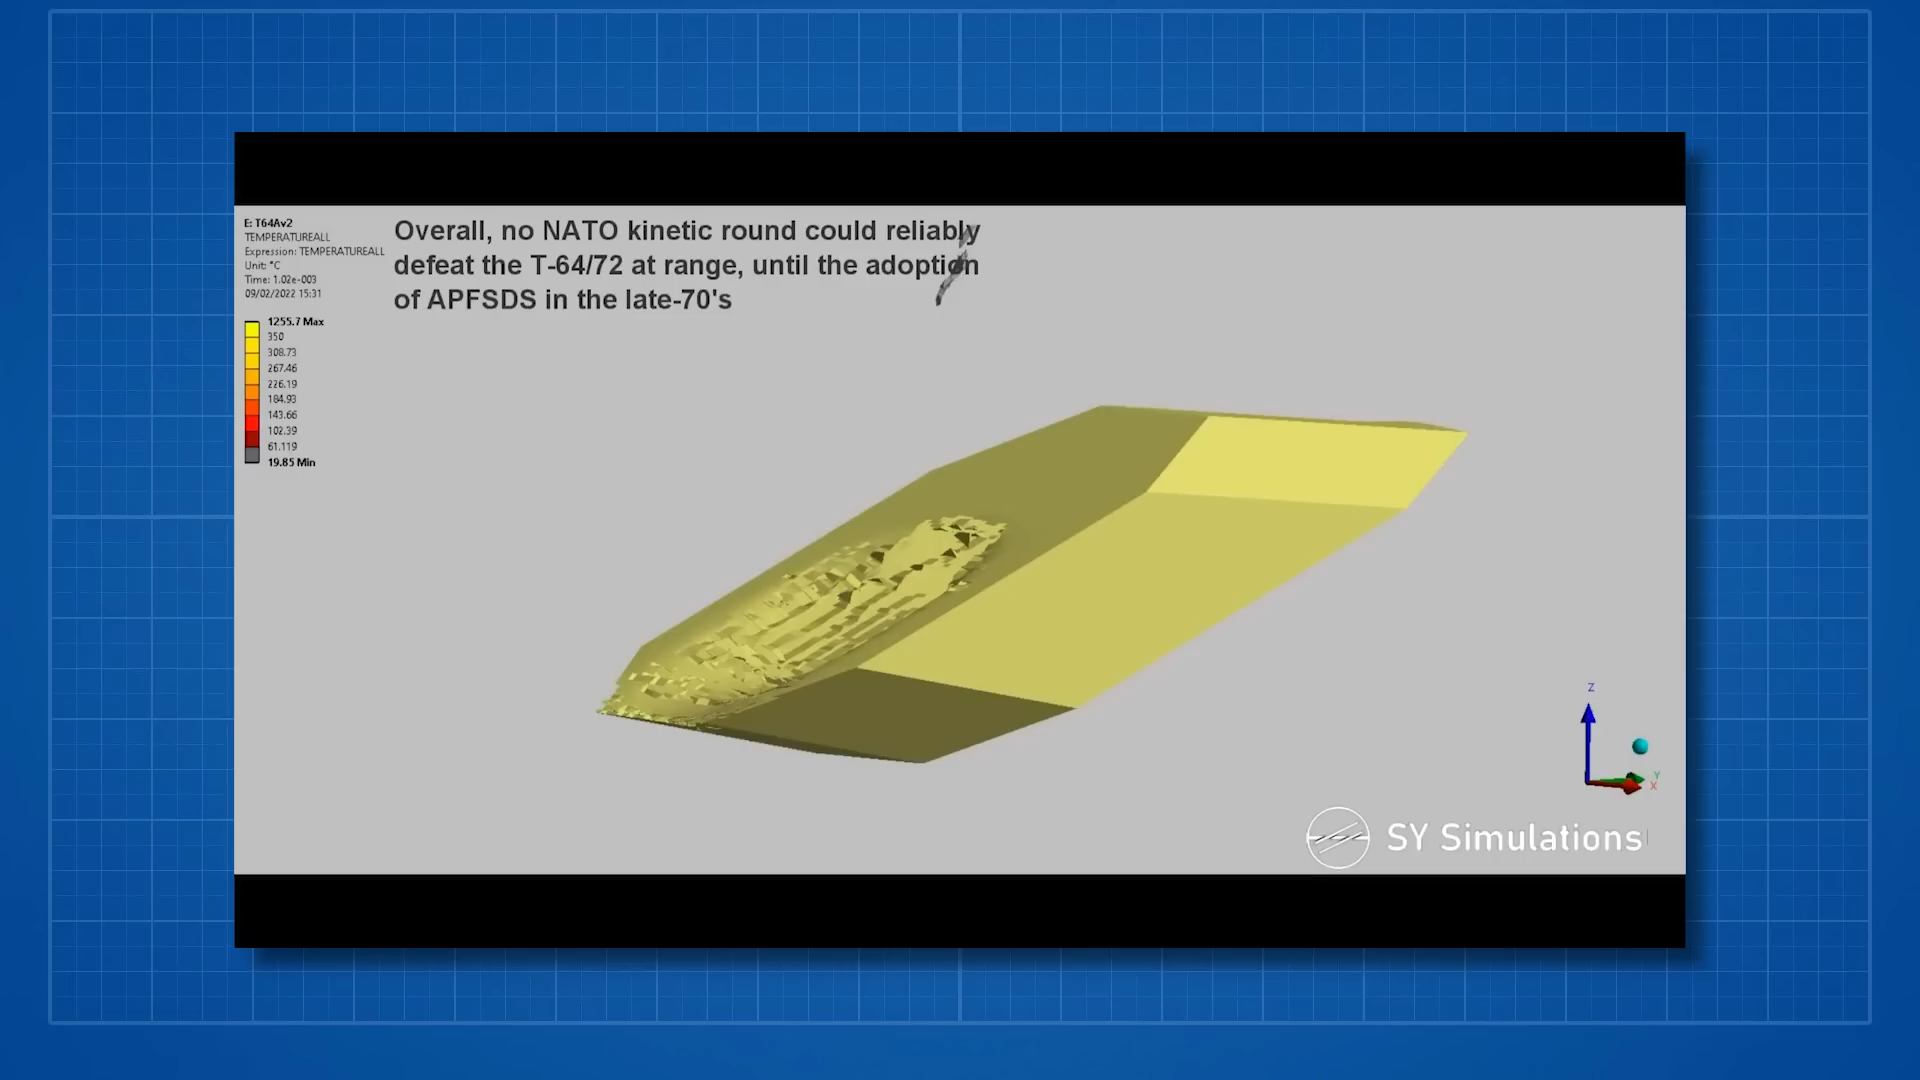 E: T64Av2
TEMPERATUREALL
Expression: TEMPERATUREALL
Unit: °C
Time: 1.02e-003
09/02/2022 15:31
Overall, no NATO kinetic round could reliably
defeat the T-64/72 at range, until the adoption
of APFSDS in the late-70's
1255.7 Max
350
308.73
267.46
226.19
184.93
143.66
102.39
61.119
19.85 Min
Z
Y
X
SY Simulations